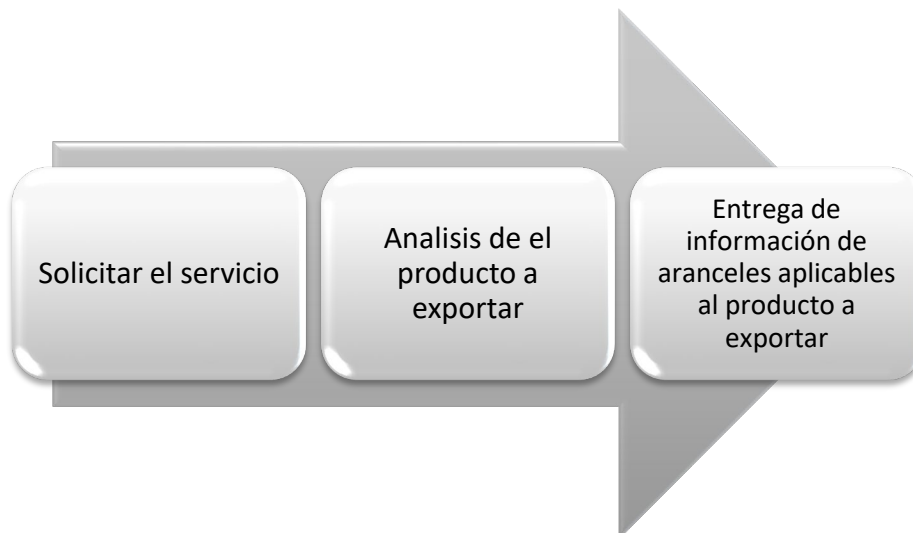 Solicitar el servicio
Analisis de el
producto a
exportar
Entrega de
información de
aranceles aplicables
al producto a
exportar